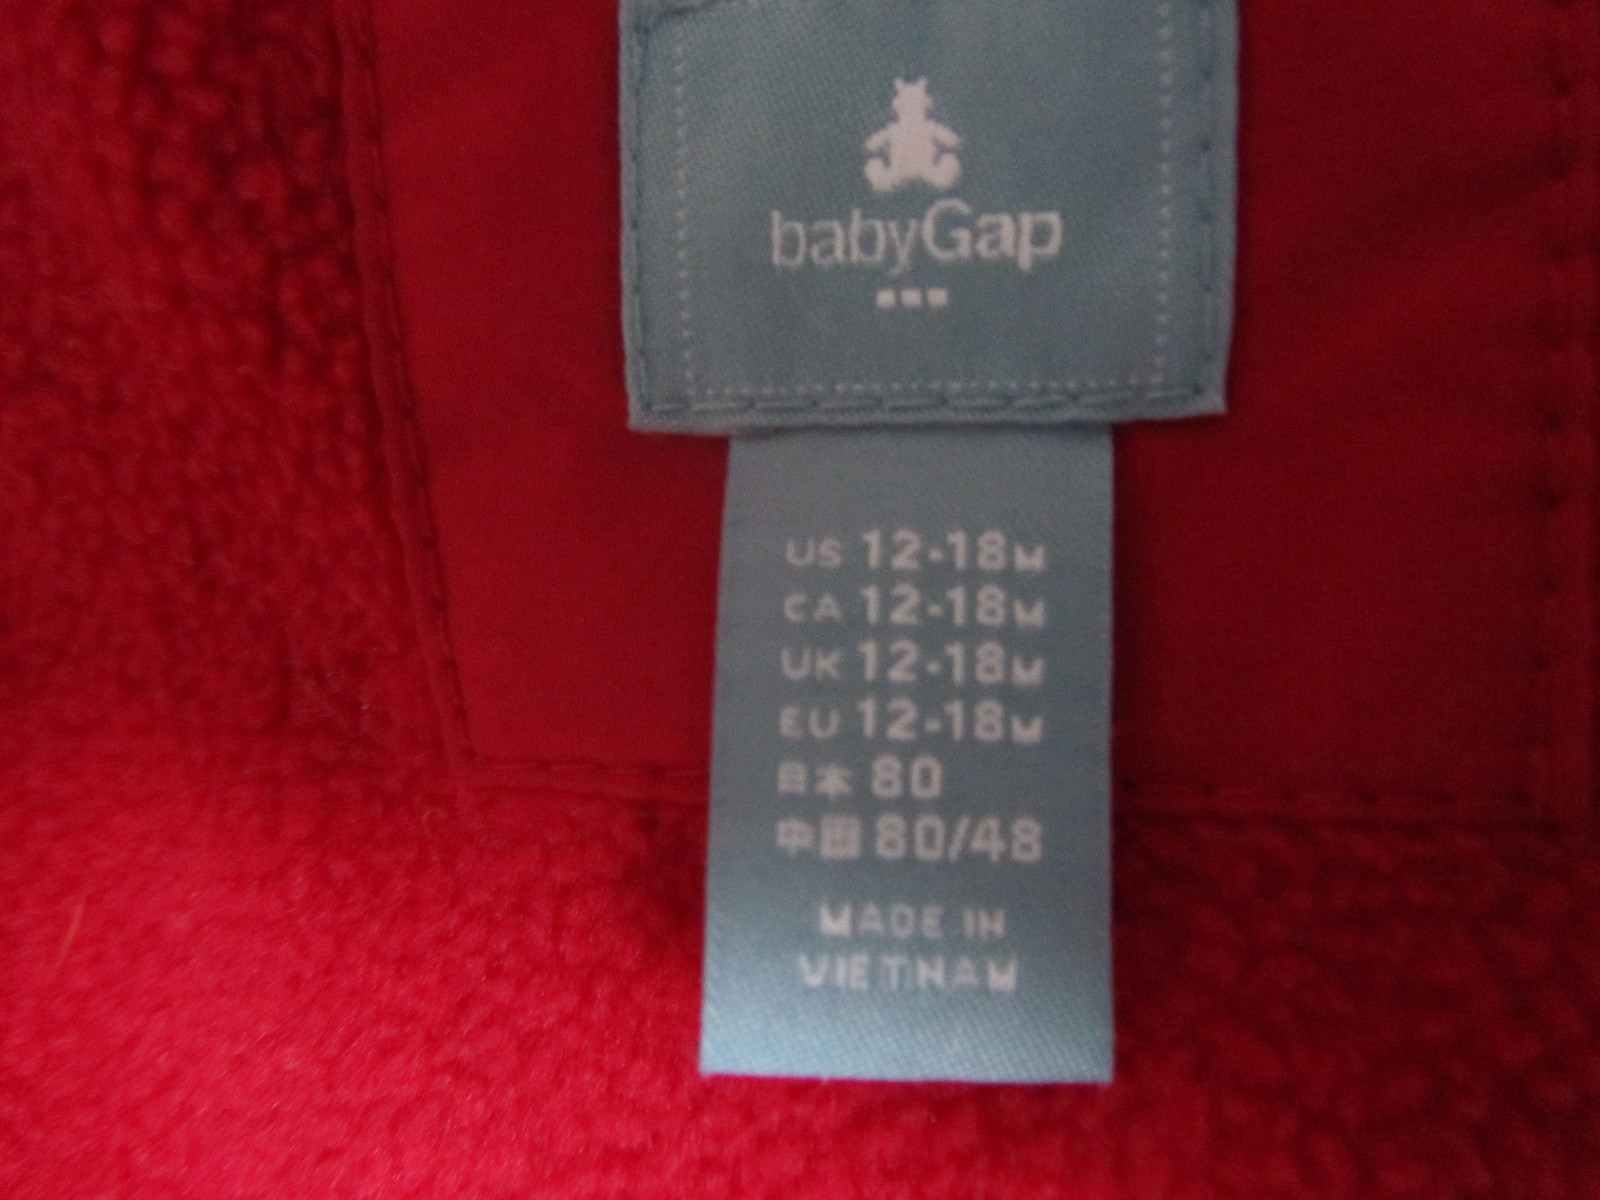 babyGap
US 12-18M
CA 12-18M
UK 12-18M
EU 12-18M
日本 80
中国 80/48
MADE IN
VIETNAM